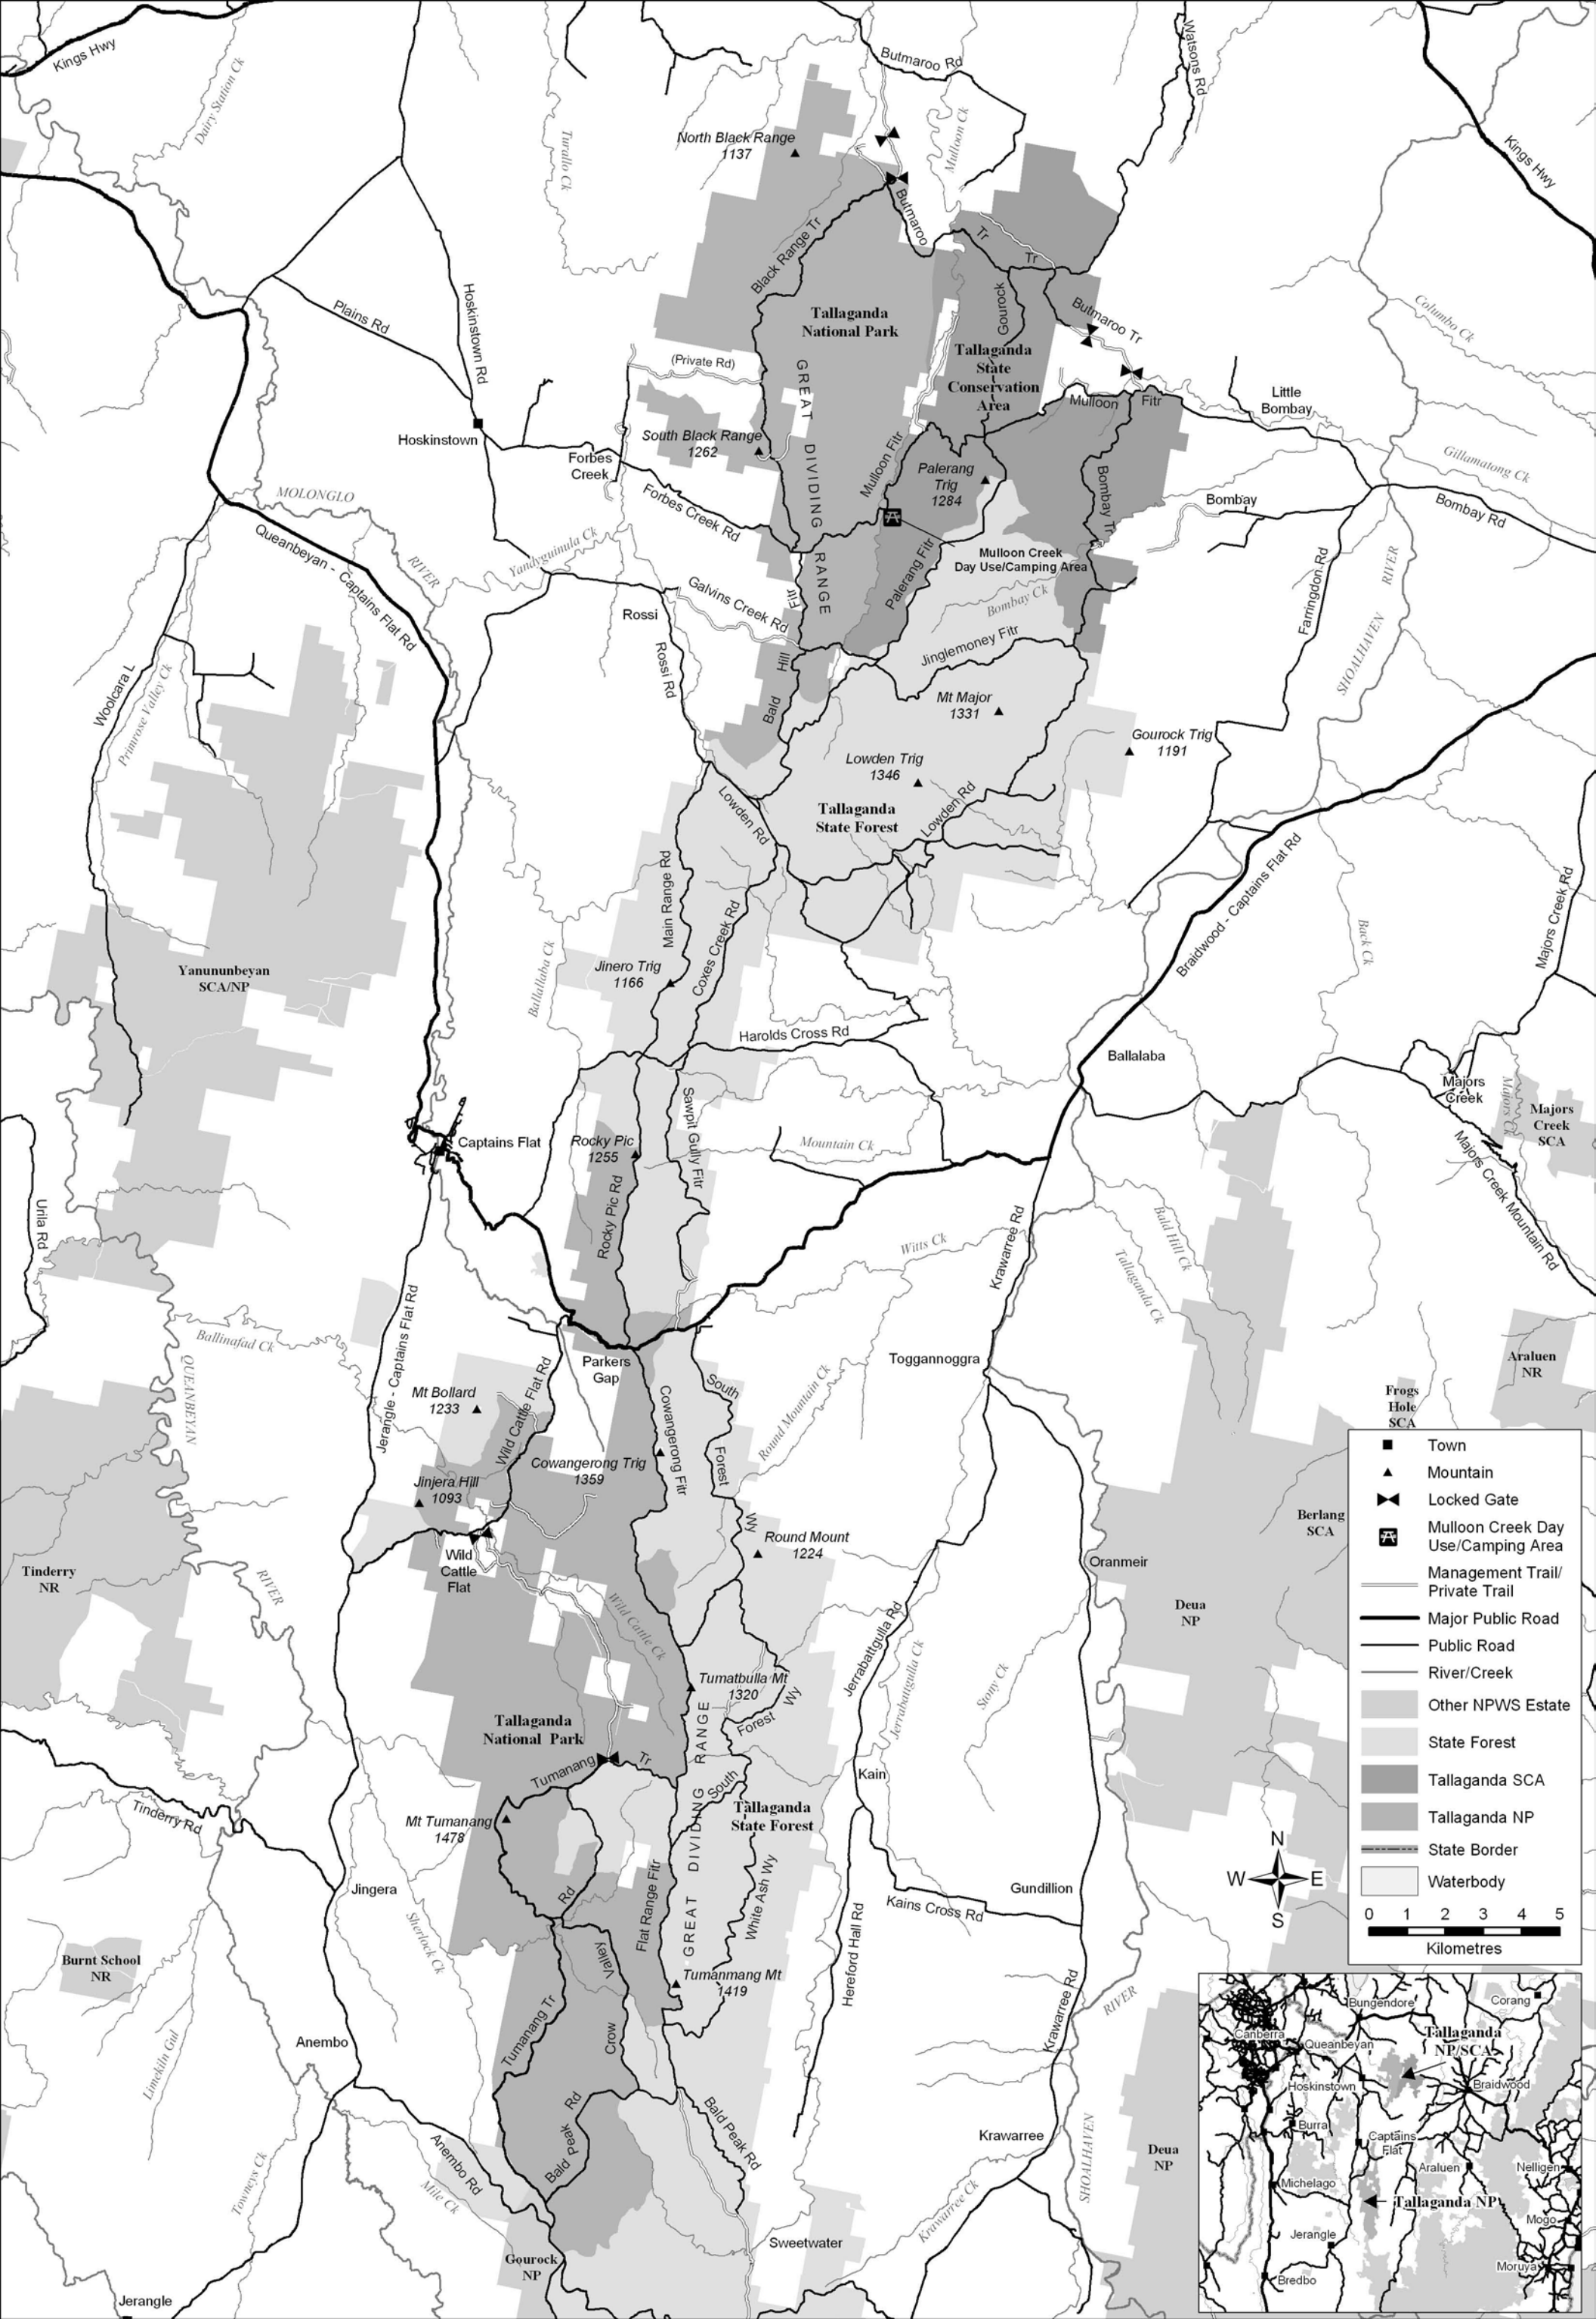 Kings Hwy
Dairy Station Ck
Turallo Ck
Butmaroo Rd
Mulloon Ck
Watsons Rd
Kings Hwy
North Black Range
1137
Butmaroo
Tr
Tr
Black Range Tr
Plains Rd
Hoskinstown Rd
Tallaganda
National Park
Gourock
Butmaroo Tr
Columbo Ck
(Private Rd)
GREAT DIVIDING RANGE
Tallaganda
State
Conservation
Area
Mulloon Fitr
Little
Bombay
Hoskinstown
South Black Range
1262
Forbes
Creek
Forbes Creek Rd
Mulloon Fitr
Palerang
Trig
1284
Bombay Tr
Bombay
Gillamatong Ck
Bombay Rd
MOLONGLO
RIVER
Queanbeyan - Captains Flat Rd
Yandyguinula Ck
Mulloon Creek
Day Use/Camping Area
Palerang Fitr
Bombay Ck
Farringdon Rd
SHOALHAVEN RIVER
Rossi
Galvins Creek Rd
Rossi Rd
Bald Hill Fitr
Jinglemoney Fitr
Woolcara L
Primrose Valley Ck
Mt Major
1331
Gourock Trig
1191
Lowden Trig
1346
Lowden Rd
Lowden Rd
Tallaganda
State Forest
Braidwood - Captains Flat Rd
Main Range Rd
Coxes Creek Rd
Back Ck
Majors Creek Rd
Yanununbeyan
SCA/NP
Ballallaba Ck
Jinero Trig
1166
Harolds Cross Rd
Ballalaba
Majors
Creek
Majors Ck
Majors
Creek
SCA
Majors Creek Mountain Rd
Captains Flat
Rocky Pic
1255
Sawpit Gully Fitr
Mountain Ck
Rocky Pic Rd
Urila Rd
Witts Ck
Krawarree Rd
Bald Hill Ck
Tallaganda Ck
Ballinafad Ck
QUEANBEYAN
RIVER
Jerangle - Captains Flat Rd
Parkers
Gap
Toggannoggra
Araluen
NR
Mt Bollard
1233
Wild Cattle Flat Rd
Cowangerong Fitr
South Forest Wy
Round Mountain Ck
Frogs
Hole
SCA
Cowangerong Trig
1359
Jinjera Hill
1093
Wild
Cattle
Flat
Round Mount
1224
Oranmeir
Berlang
SCA
Tinderry
NR
Wild Cattle Ck
Jerrabattgulla Rd
Jerrabattgulla Ck
Stony Ck
Deua
NP
Tumatbulla Mt
1320
South Forest Wy
Tallaganda
National Park
Tumanang Tr
Kain
GREAT DIVIDING RANGE
Tallaganda
State Forest
Tinderry Rd
Mt Tumanang
1478
Rd
Jingera
Flat Range Fitr
White Ash Wy
Hereford Hall Rd
Kains Cross Rd
Gundillion
Sherlock Ck
Burnt School
NR
Valley
Crow
Tumanmang Mt
1419
Krawarree Rd
RIVER
Tumanang Tr
Anembo
Limekiln Gul
Bald Peak Rd
Bald Peak Rd
Anembo Rd
Mile Ck
Towneys Ck
Krawarree
SHOALHAVEN
Krawarree Ck
Deua
NP
Sweetwater
Gourock
NP
Jerangle
Town
Mountain
Locked Gate
Mulloon Creek Day
Use/Camping Area
Management Trail/
Private Trail
Major Public Road
Public Road
River/Creek
Other NPWS Estate
State Forest
Tallaganda SCA
Tallaganda NP
State Border
Waterbody
0 1 2 3 4 5
Kilometres
N
W E
S
Bungendore
Corang
Canberra
Queanbeyan
Tallaganda
NP/SCA
Hoskinstown
Braidwood
Burra
Captains
Flat
Araluen
Nelligen
Michelago
Tallaganda NP
Mogo
Jerangle
Moruya
Bredbo